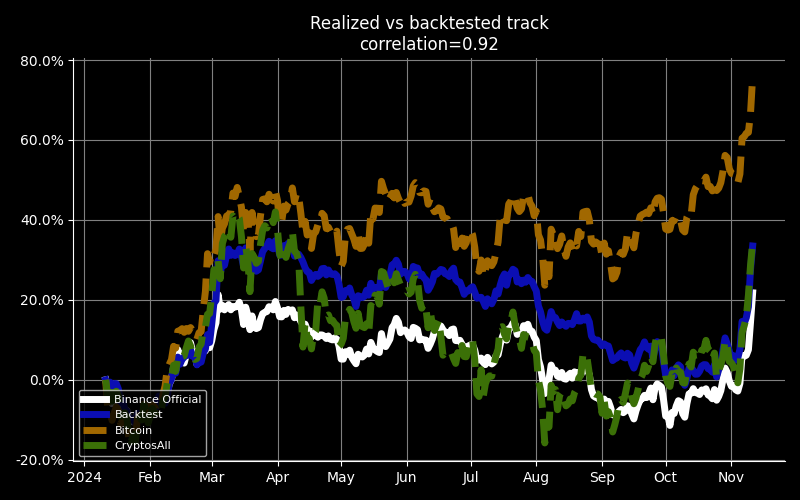 Realized vs backtested track
correlation=0.92
80.0%
60.0%
40.0%
20.0%
0.0%
-20.0%
Binance Official
Backtest
Bitcoin
CryptosAll
2024 Feb Mar Apr May Jun Jul Aug Sep Oct Nov